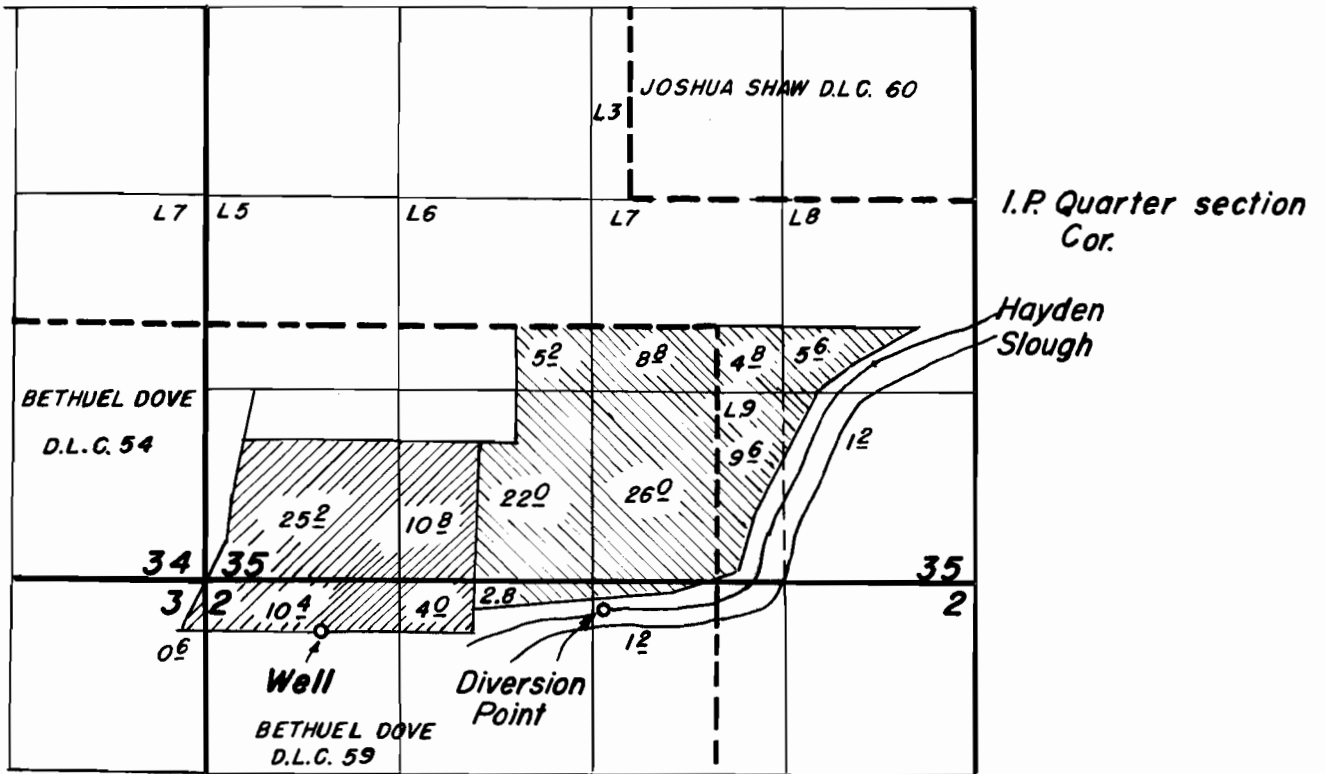 JOSHUA SHAW D.L.C. 60
L3
L7 L5 L6 L7 L8
I.P. Quarter section
Cor.
Hayden
Slough
5 2 8 8 4 8 5 6
BETHUEL DOVE
D.L.C. 54
L9
9 6
1 2
25 2 10 8 22 0 26 0
34 35 35
3 2 10 4 4 0 2.8 2
0 6
1 2
Well
Diversion
Point
BETHUEL DOVE
D.L.C. 59